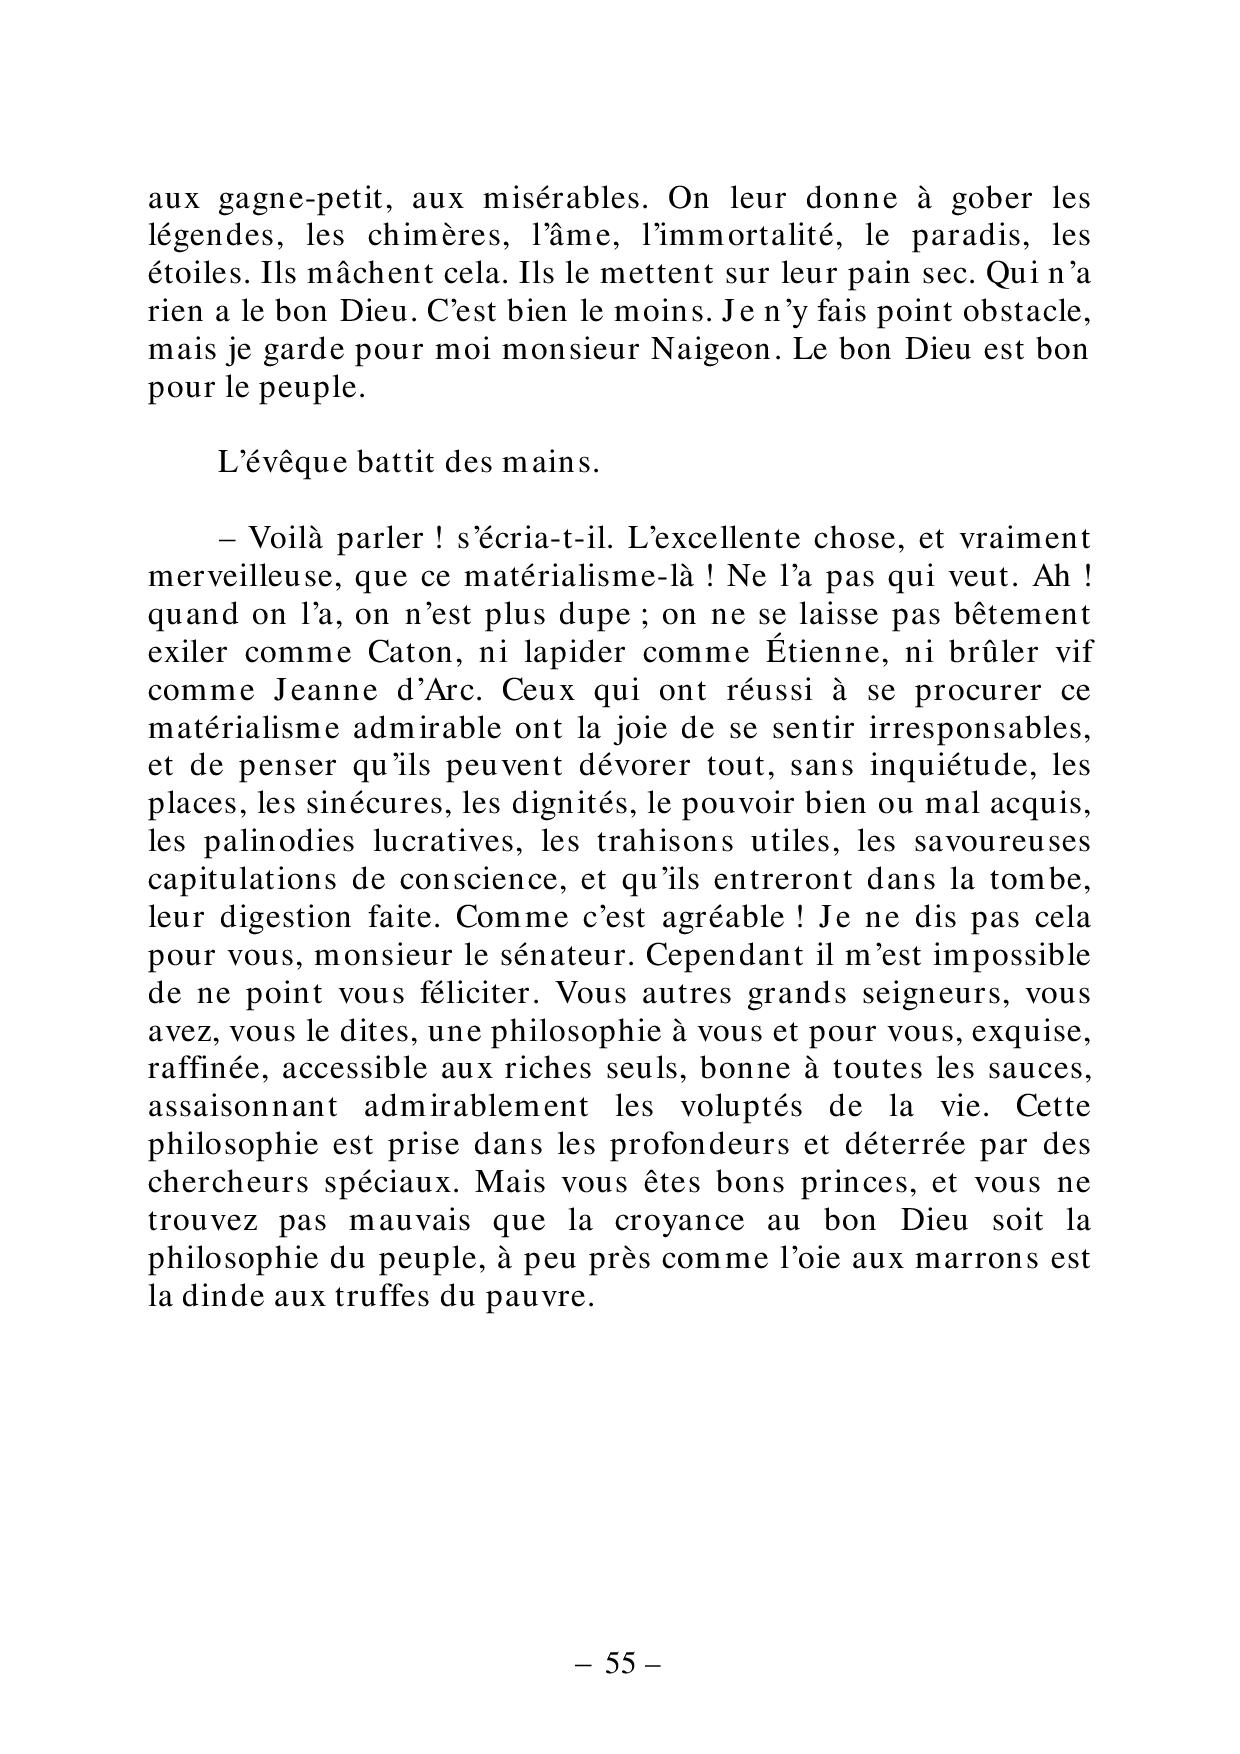 aux gagne-petit, aux misérables. On leur donne à gober les
légendes, les chimères, l’âme, l’immortalité, le paradis, les
étoiles. Ils mâchent cela. Ils le mettent sur leur pain sec. Qui n’a
rien a le bon Dieu. C’est bien le moins. Je n’y fais point obstacle,
mais je garde pour moi monsieur Naigeon. Le bon Dieu est bon
pour le peuple.
L’évêque battit des mains.
– Voilà parler ! s’écria-t-il. L’excellente chose, et vraiment
merveilleuse, que ce matérialisme-là ! Ne l’a pas qui veut. Ah !
quand on l’a, on n’est plus dupe ; on ne se laisse pas bêtement
exiler comme Caton, ni lapider comme Étienne, ni brûler vif
comme Jeanne d’Arc. Ceux qui ont réussi à se procurer ce
matérialisme admirable ont la joie de se sentir irresponsables,
et de penser qu’ils peuvent dévorer tout, sans inquiétude, les
places, les sinécures, les dignités, le pouvoir bien ou mal acquis,
les palinodies lucratives, les trahisons utiles, les savoureuses
capitulations de conscience, et qu’ils entreront dans la tombe,
leur digestion faite. Comme c’est agréable ! Je ne dis pas cela
pour vous, monsieur le sénateur. Cependant il m’est impossible
de ne point vous féliciter. Vous autres grands seigneurs, vous
avez, vous le dites, une philosophie à vous et pour vous, exquise,
raffinée, accessible aux riches seuls, bonne à toutes les sauces,
assaisonnant admirablement les voluptés de la vie. Cette
philosophie est prise dans les profondeurs et déterrée par des
chercheurs spéciaux. Mais vous êtes bons princes, et vous ne
trouvez pas mauvais que la croyance au bon Dieu soit la
philosophie du peuple, à peu près comme l’oie aux marrons est
la dinde aux truffes du pauvre.
– 55 –